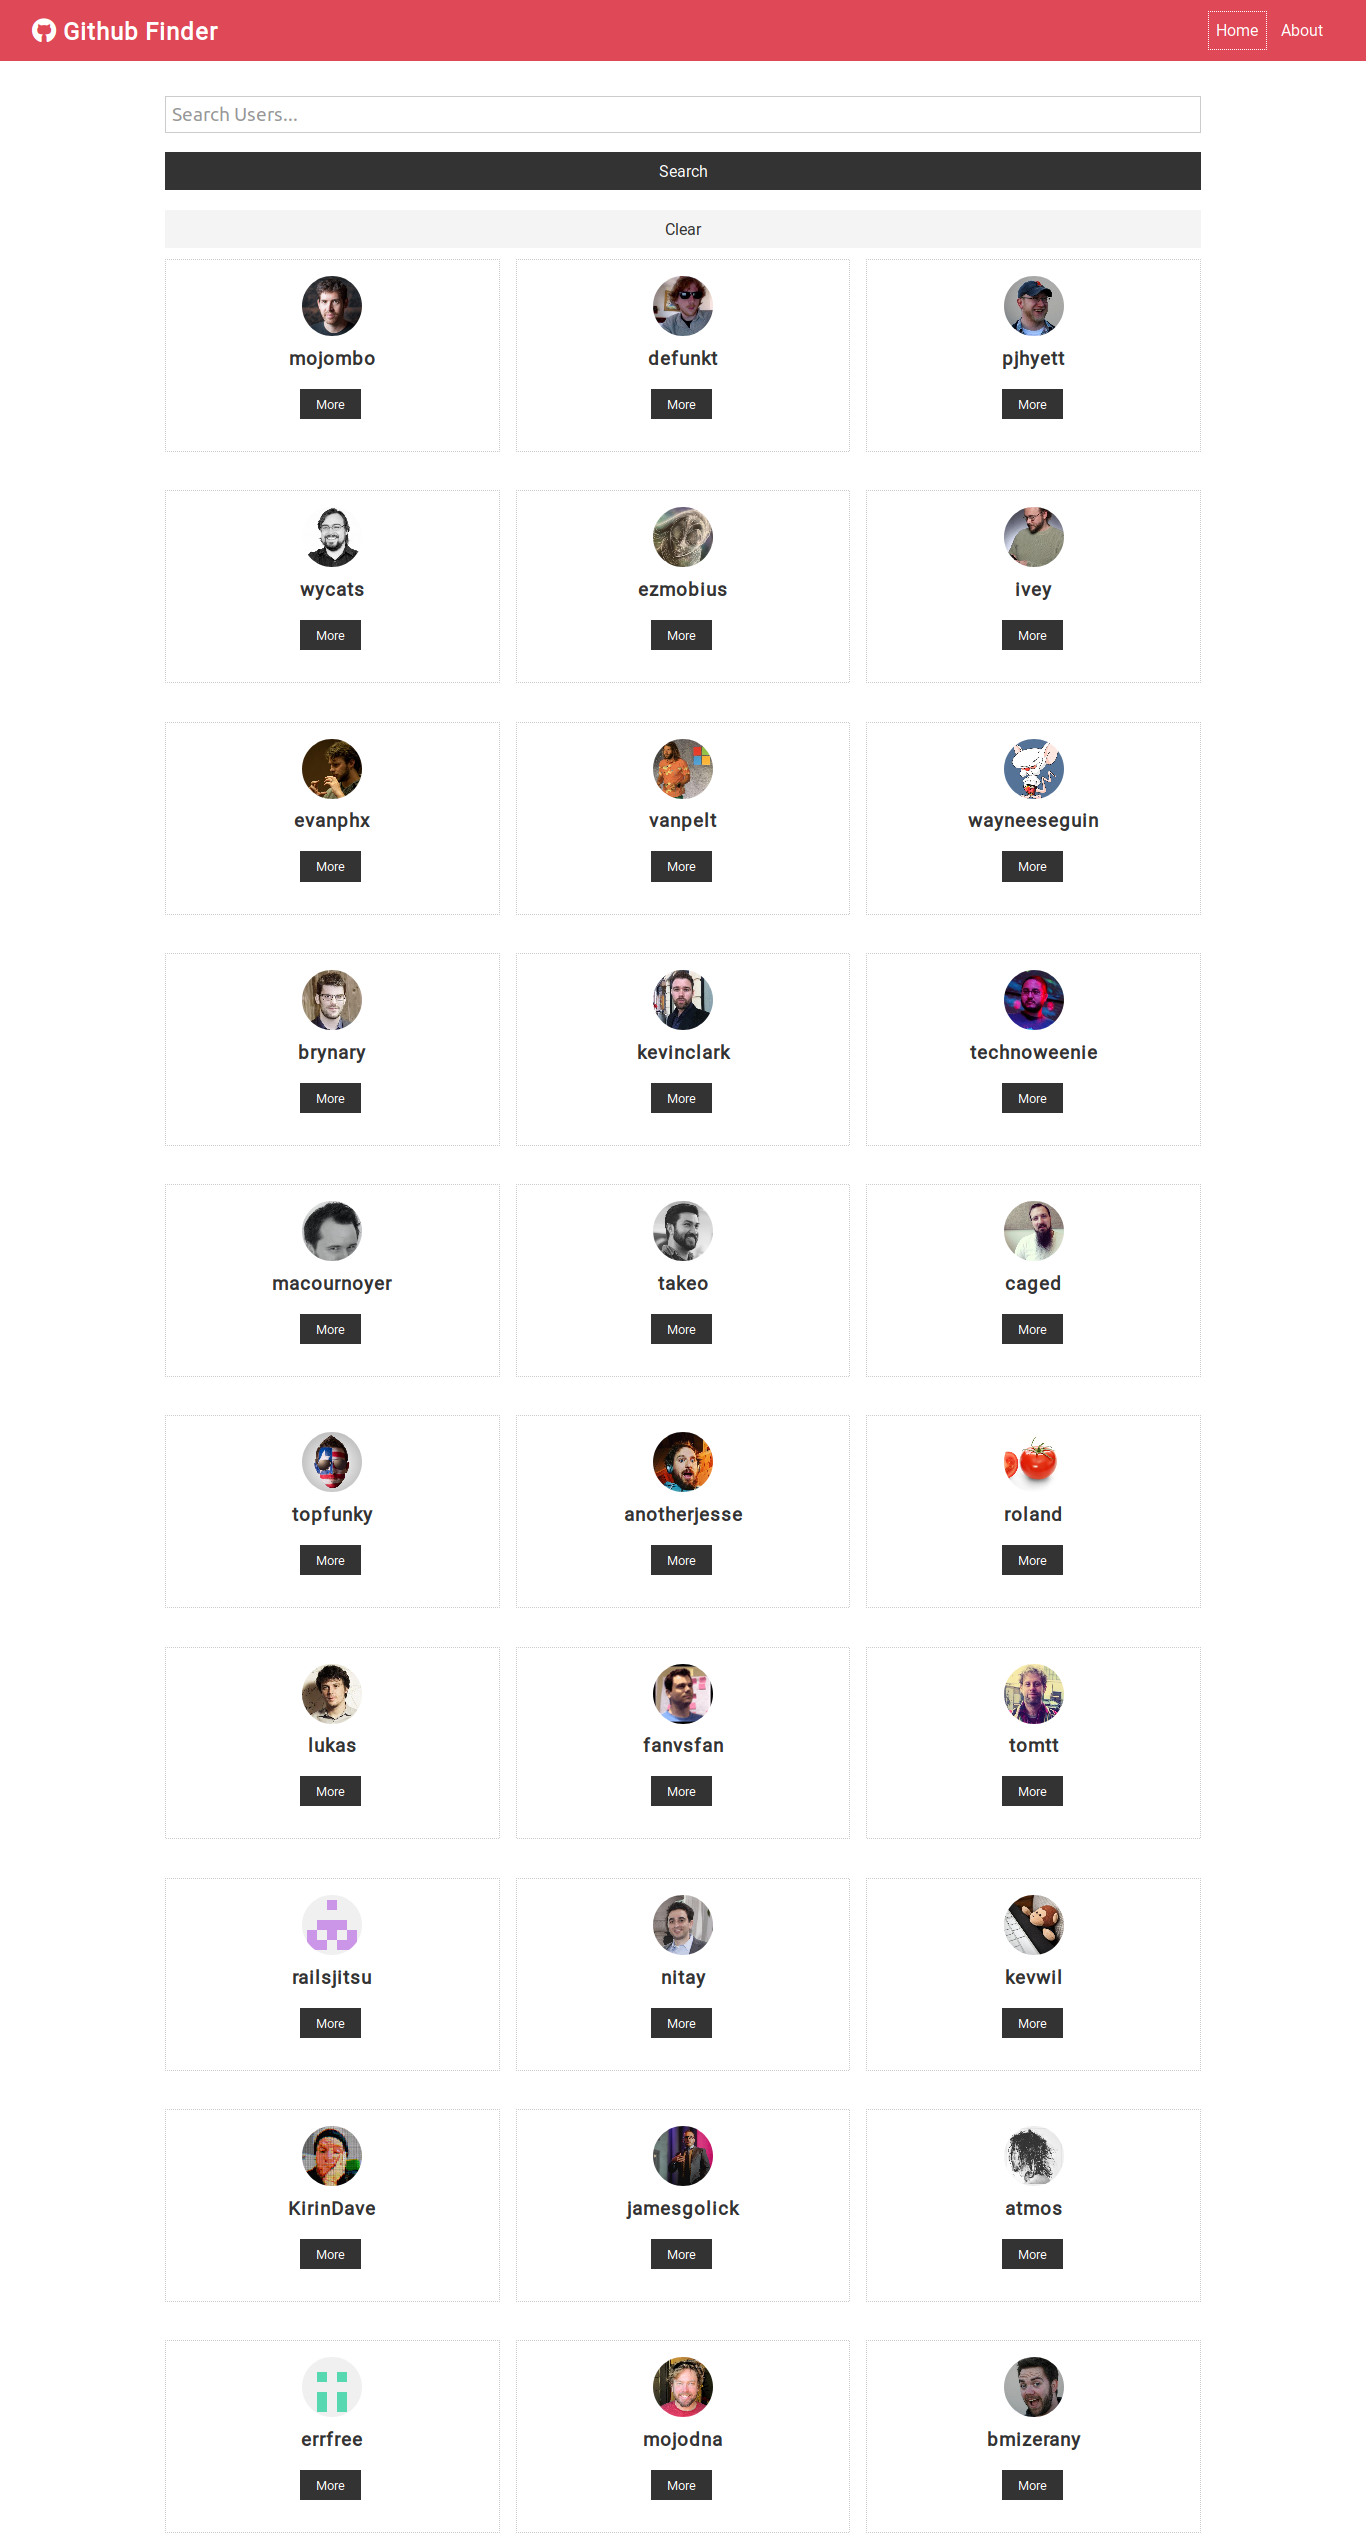 Github Finder
Home About
Search Users...
Search
Clear
mojombo defunkt pjhyett
More More More
wycats ezmobius ivey
More More More
evanphx vanpelt wayneeseguin
More More More
brynary kevinclark technoweenie
More More More
macournoyer takeo caged
More More More
topfunky anotherjesse roland
More More More
lukas fanvsfan tomtt
More More More
railsjitsu nitay kevwil
More More More
KirinDave jamesgolick atmos
More More More
errfree mojodna bmizerany
More More More